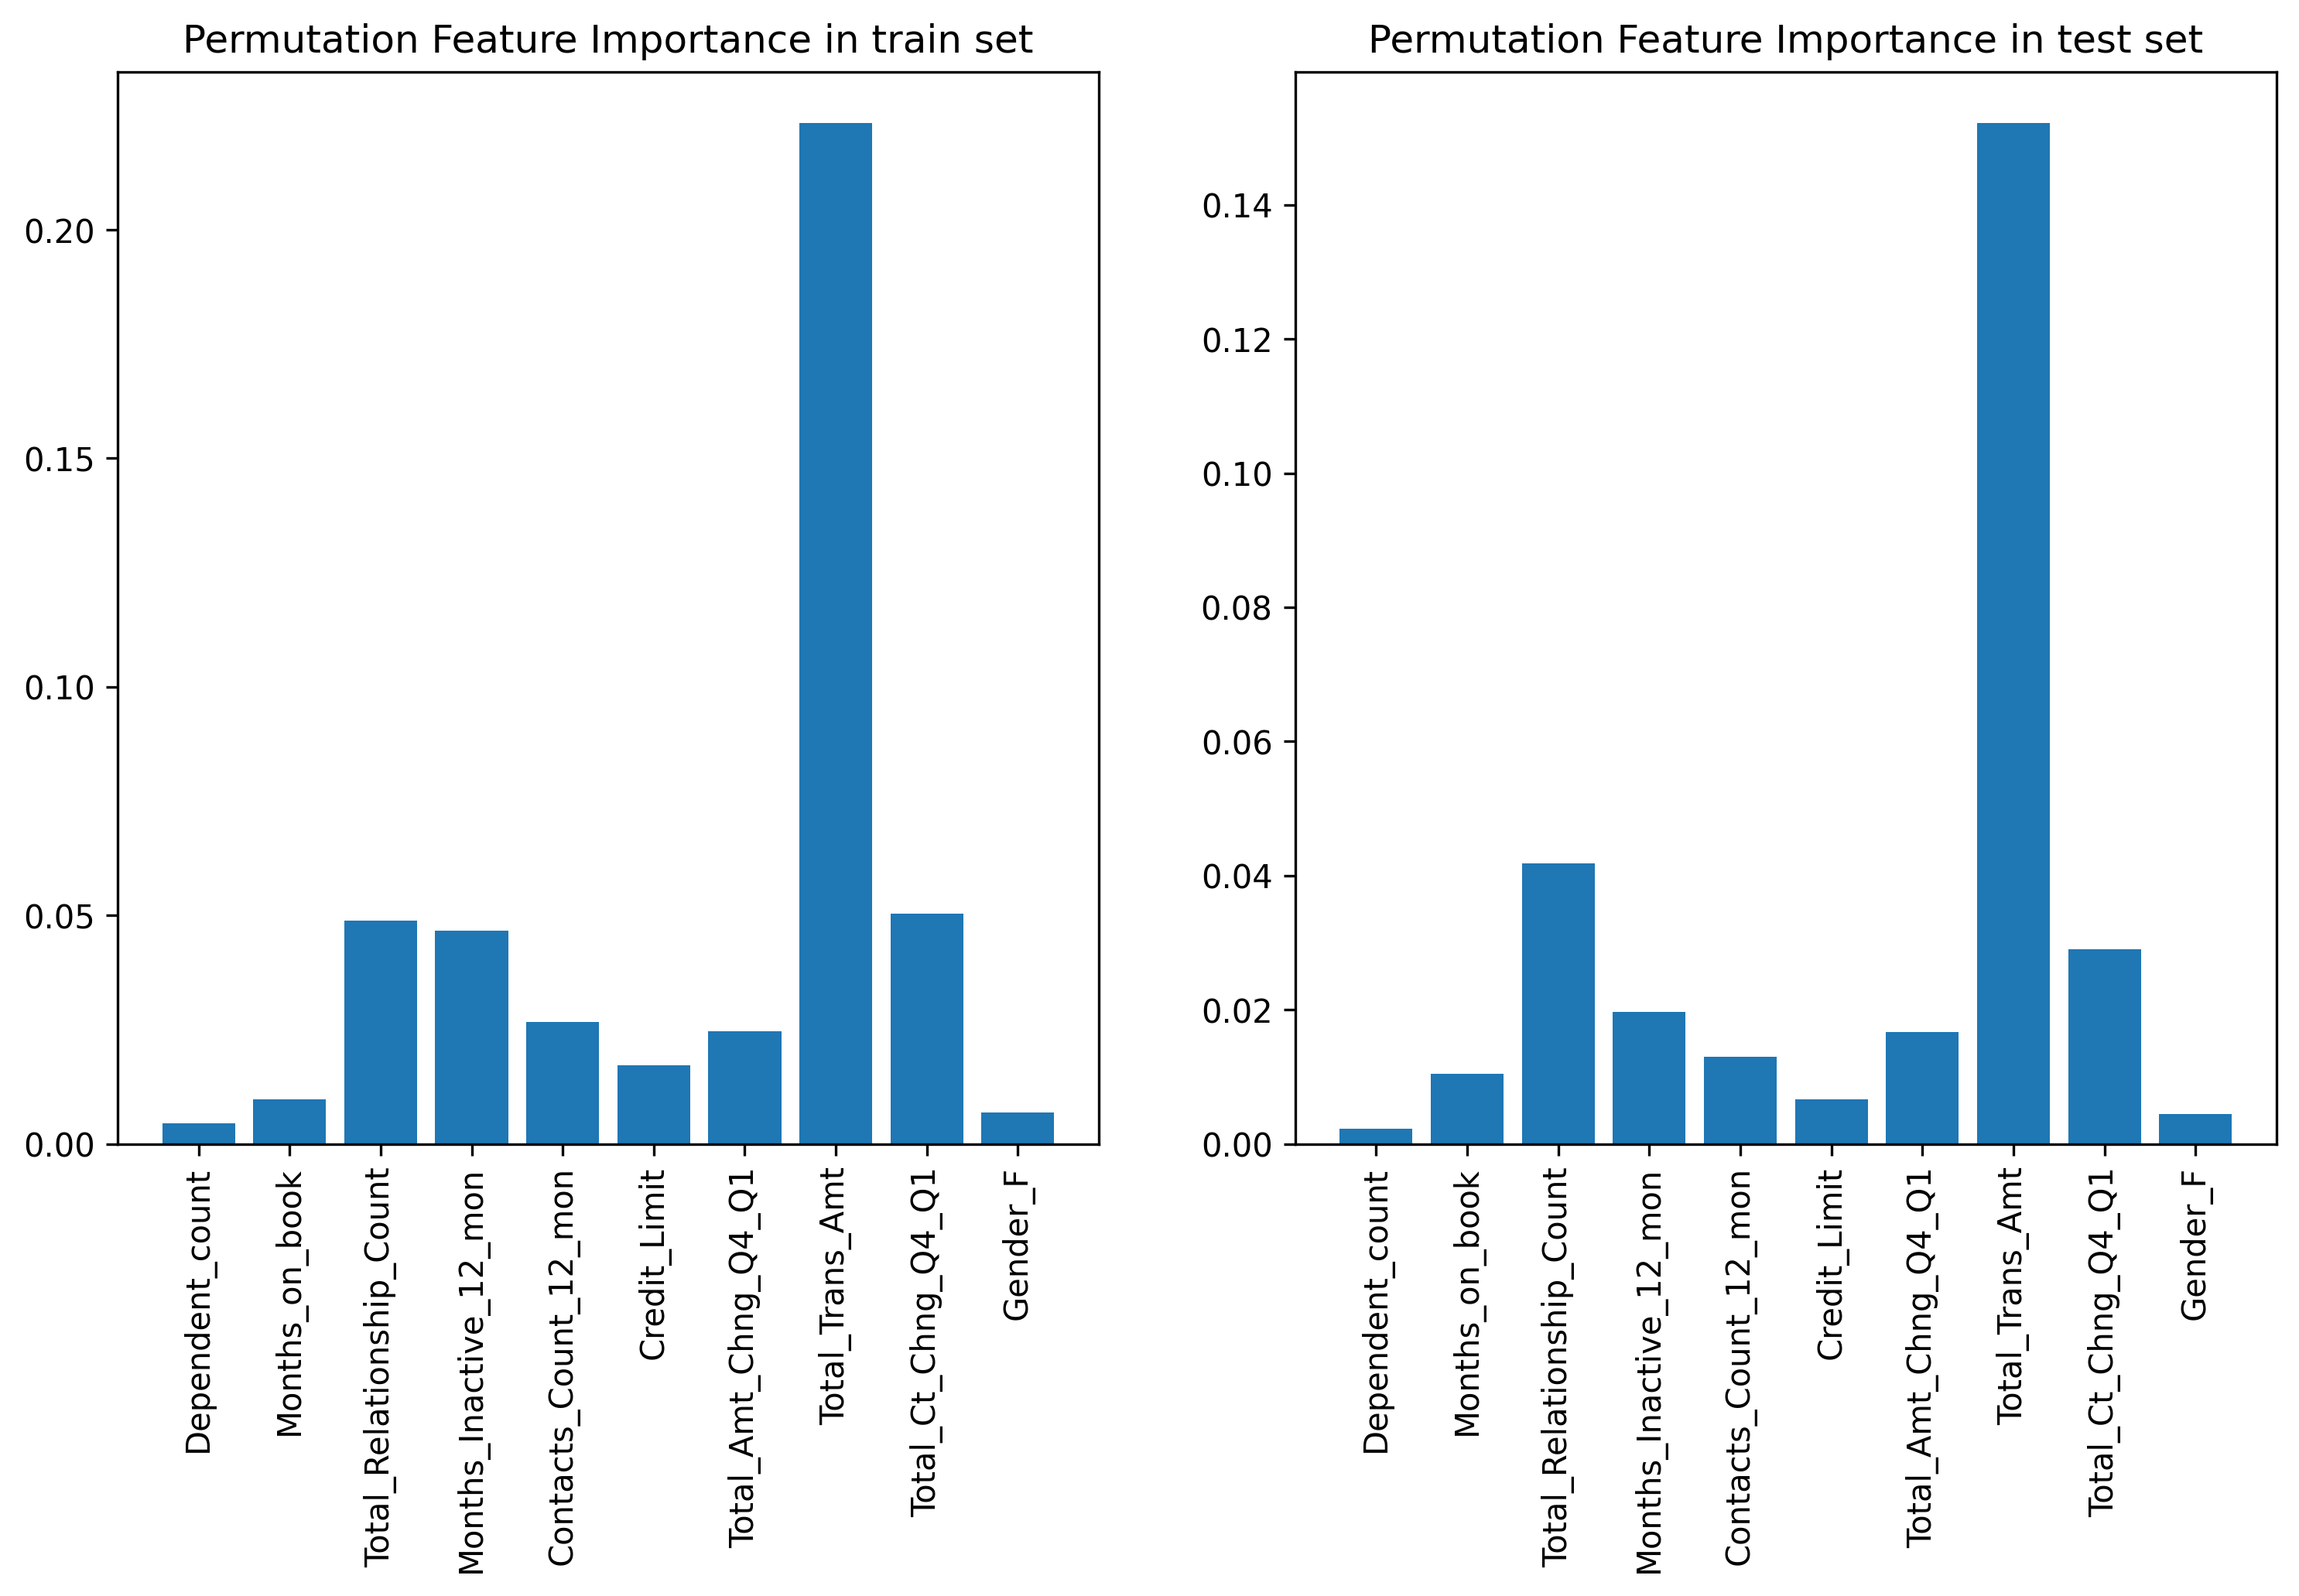 Permutation Feature Importance in train set
0.20
0.15
0.10
0.05
0.00
Dependent_count
Months_on_book
Total_Relationship_Count
Months_Inactive_12_mon
Contacts_Count_12_mon
Credit_Limit
Total_Amt_Chng_Q4_Q1
Total_Trans_Amt
Total_Ct_Chng_Q4_Q1
Gender_F
Permutation Feature Importance in test set
0.14
0.12
0.10
0.08
0.06
0.04
0.02
0.00
Dependent_count
Months_on_book
Total_Relationship_Count
Months_Inactive_12_mon
Contacts_Count_12_mon
Credit_Limit
Total_Amt_Chng_Q4_Q1
Total_Trans_Amt
Total_Ct_Chng_Q4_Q1
Gender_F